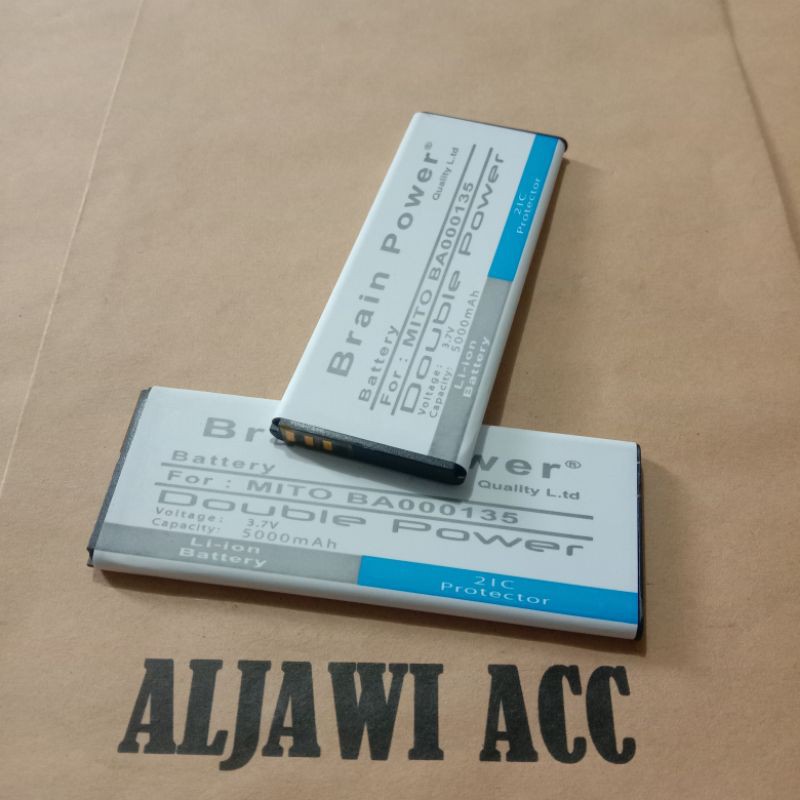 Brain Power®
Quality L.td
Battery
For : MITO BA000135
Double Power
Voltage: 3.7V
Capacity: 5000mAh
Li-ion
Battery
2IC
Protector
Power®
Quality L.td
Battery
For : MITO BA000135
Double Power
Voltage: 3.7V
Capacity: 5000mAh
Li-ion
Battery
2IC
Protector
ALJAWI ACC